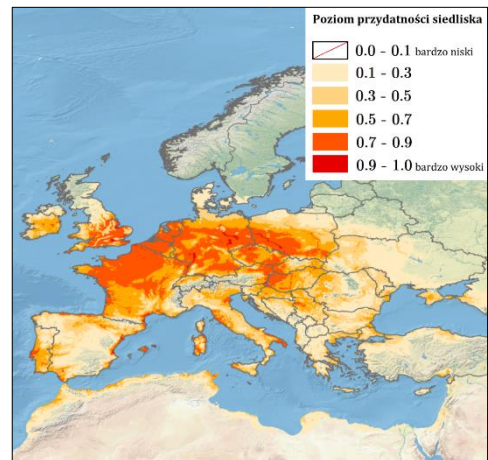 Poziom przydatności siedliska
0.0 - 0.1 bardzo niski
0.1 - 0.3
0.3 - 0.5
0.5 - 0.7
0.7 - 0.9
0.9 - 1.0 bardzo wysoki